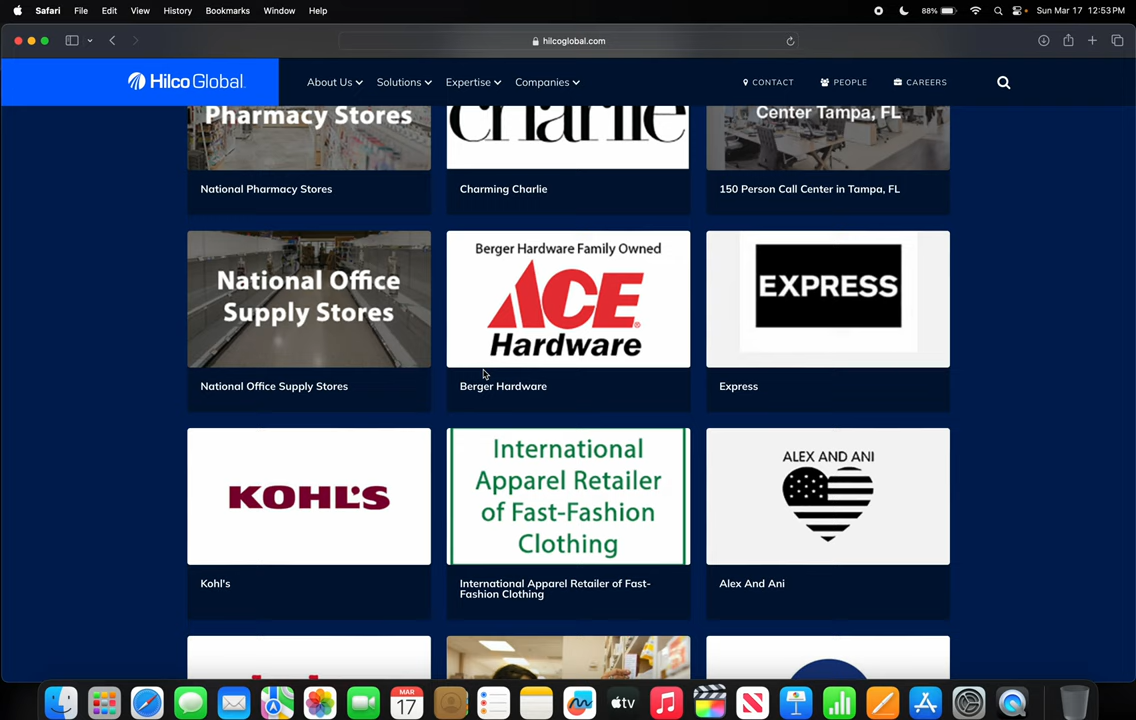 Safari File Edit View History Bookmarks Window Help 88% Sun Mar 17 12:53 PM
hilcoglobal.com
Hilco Global About Us Solutions Expertise Companies CONTACT PEOPLE CAREERS
Pharmacy Stores
charlie
Center Tampa, FL
National Pharmacy Stores
Charming Charlie
150 Person Call Center in Tampa, FL
National Office
Supply Stores
National Office Supply Stores
Berger Hardware Family Owned
ACE
Hardware
Berger Hardware
EXPRESS
Express
KOHL'S
Kohl's
International
Apparel Retailer
of Fast-Fashion
Clothing
International Apparel Retailer of Fast-
Fashion Clothing
ALEX AND ANI
Alex And Ani
MAR
17
tv